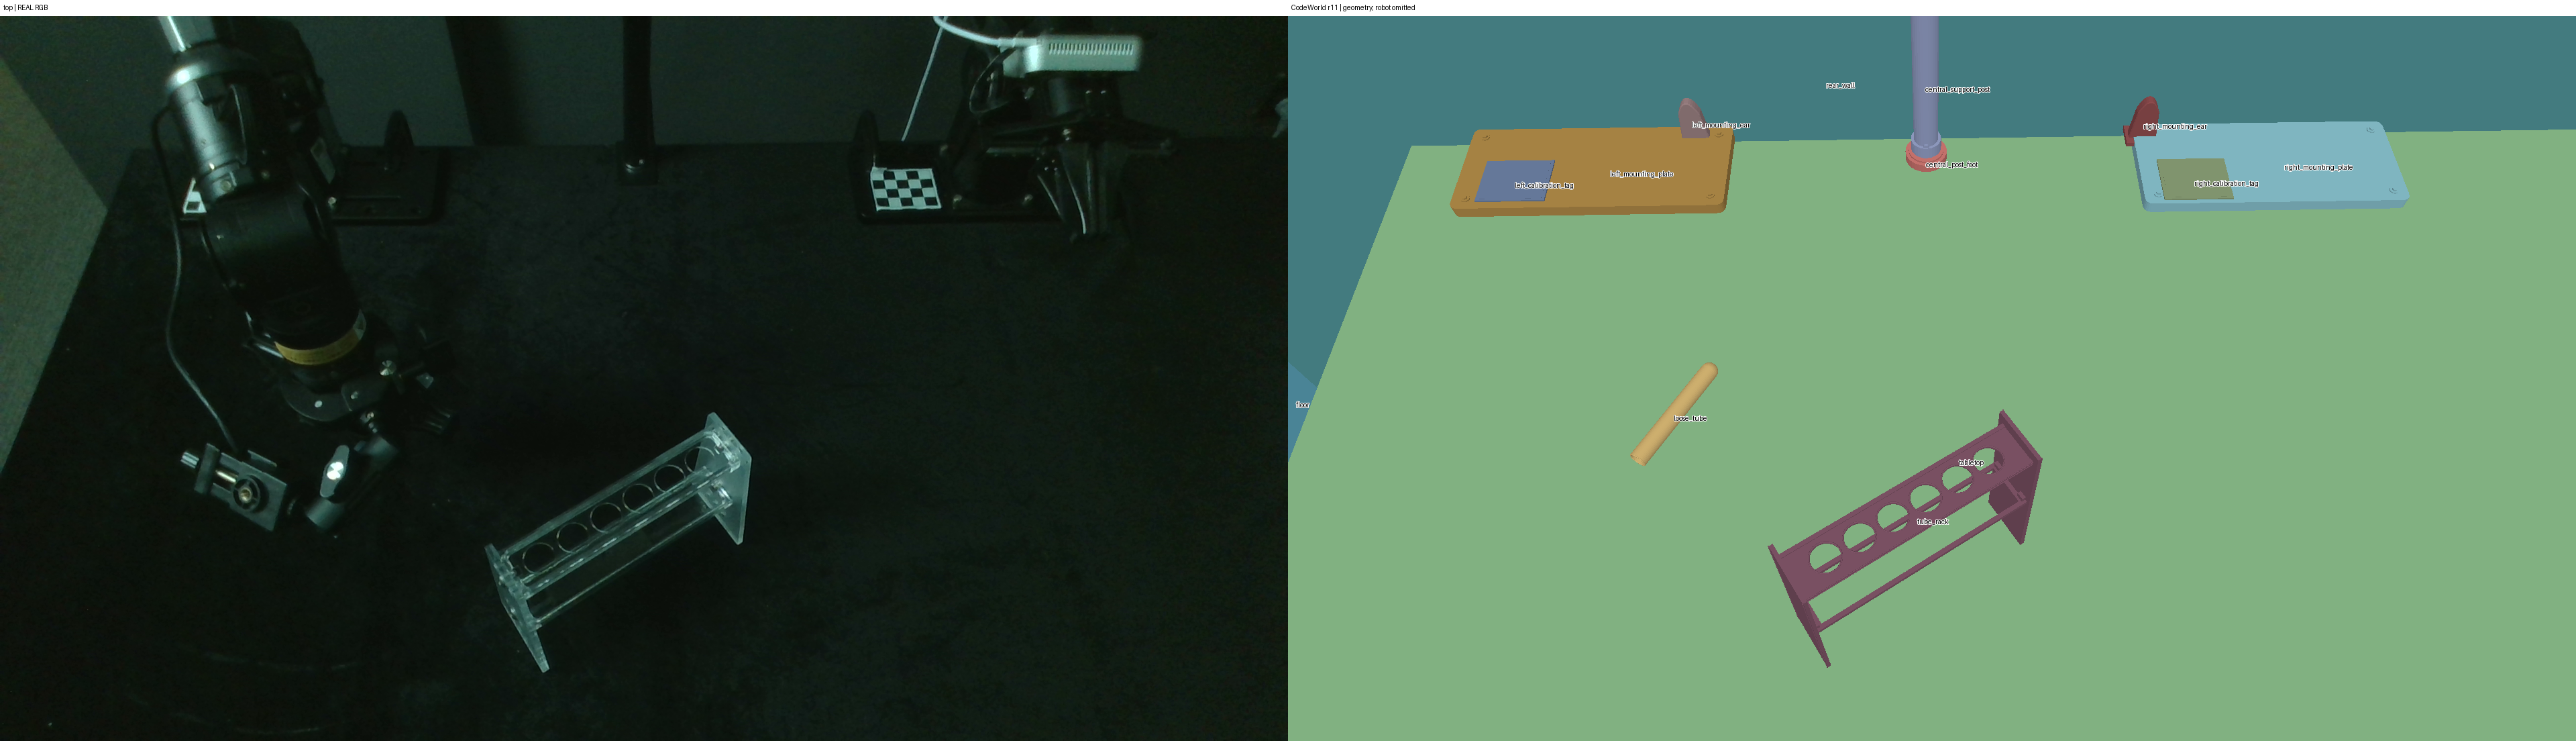 top | REAL RGB
CodeWorld r11 | geometry; robot omitted
rear_wall
central_support_post
left_mounting_ear
right_mounting_ear
central_post_foot
left_mounting_plate
right_mounting_plate
left_calibration_tag
right_calibration_tag
floor
loose_tube
tabletop
tube_rack